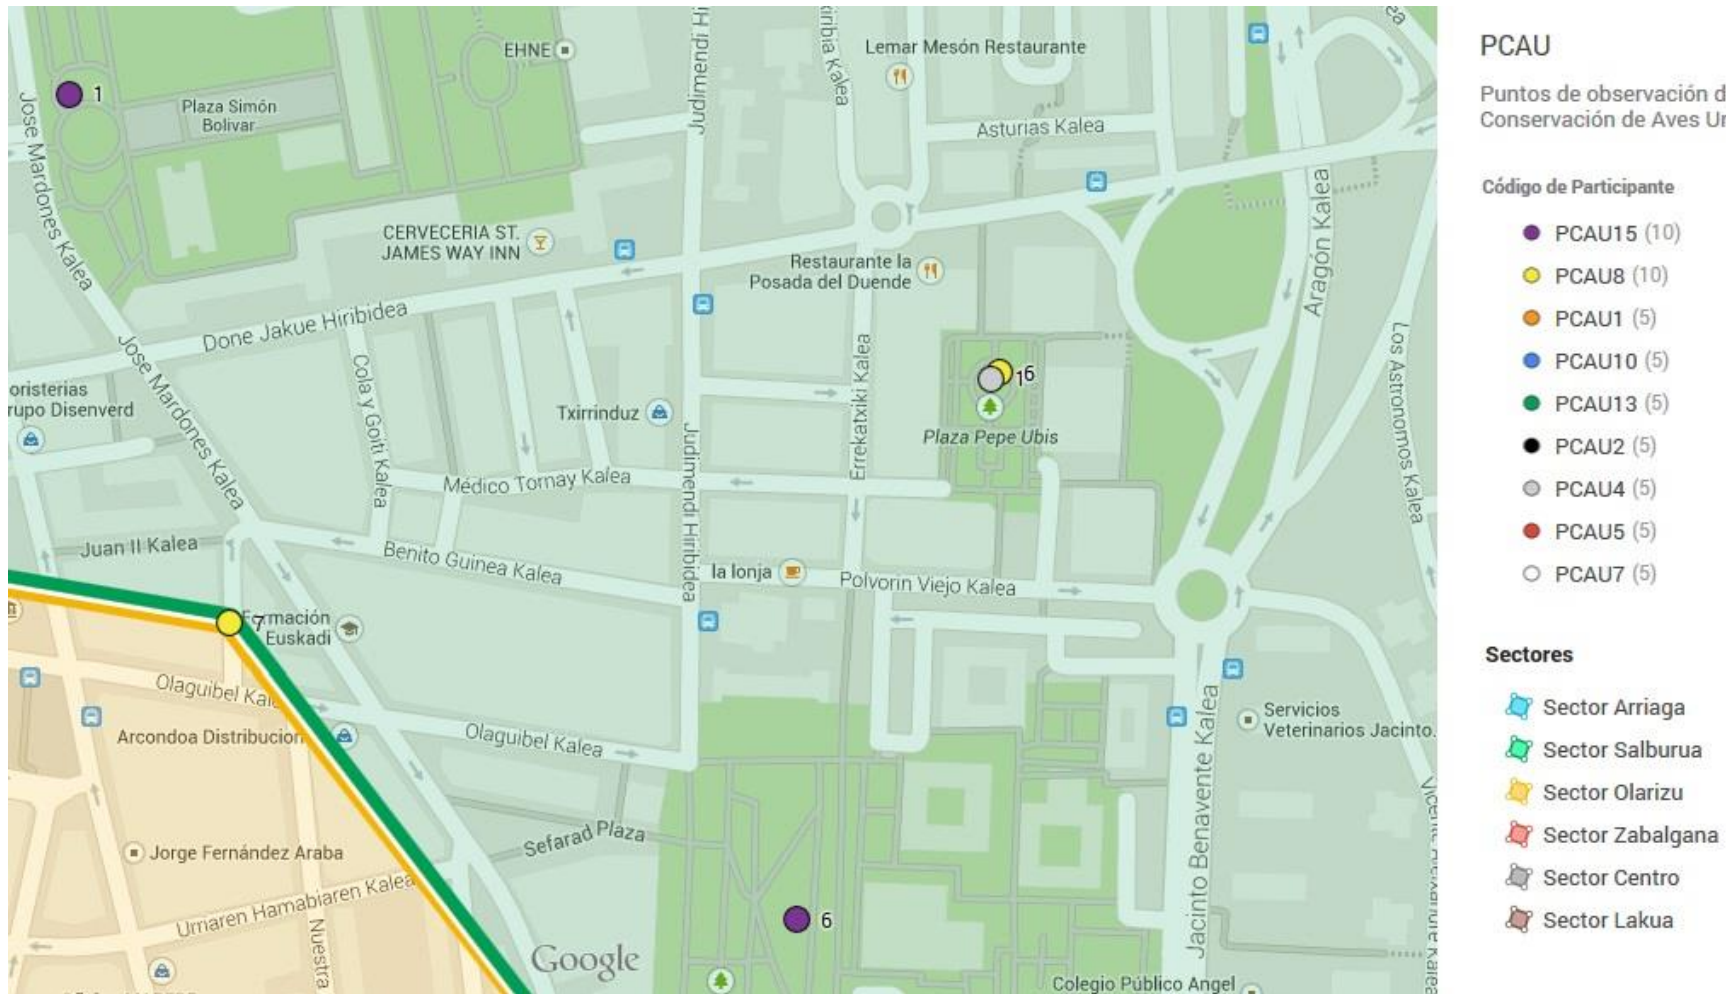 EHNE
1
Plaza Simón
Bolivar
Jose Mardones Kalea
Judimendi
Lemar Mesón Restaurante
Asturias Kalea
CERVECERIA ST.
JAMES WAY INN
Restaurante la
Posada del Duende
Aragón Kalea
Done Jakue Hiribidea
Jose Mardones Kalea
Cola y Goiti Kalea
Txirrinduz
Errekatxiki Kalea
16
Plaza Pepe Ubis
Los Astronomos Kalea
Judimendi Hiribidea
Médico Tornay Kalea
Juan II Kalea
Benito Guinea Kalea
la lonja
Polvorin Viejo Kalea
7
Formación
Euskadi
Olaguibel
Arcondoa Distribucion
Olaguibel Kalea
Servicios
Veterinarios Jacinto.
Jacinto Benavente Kalea
Sefarad Plaza
Jorge Fernández Araba
Urriaren Hamabiaren Kalea
Nuestra
6
Google
Colegio Público Angel
PCAU
Puntos de observación
Conservación de Aves
Código de Participante
PCAU15 (10)
PCAU8 (10)
PCAU1 (5)
PCAU10 (5)
PCAU13 (5)
PCAU2 (5)
PCAU4 (5)
PCAU5 (5)
PCAU7 (5)
Sectores
Sector Arriaga
Sector Salburua
Sector Olarizu
Sector Zabalgana
Sector Centro
Sector Lakua